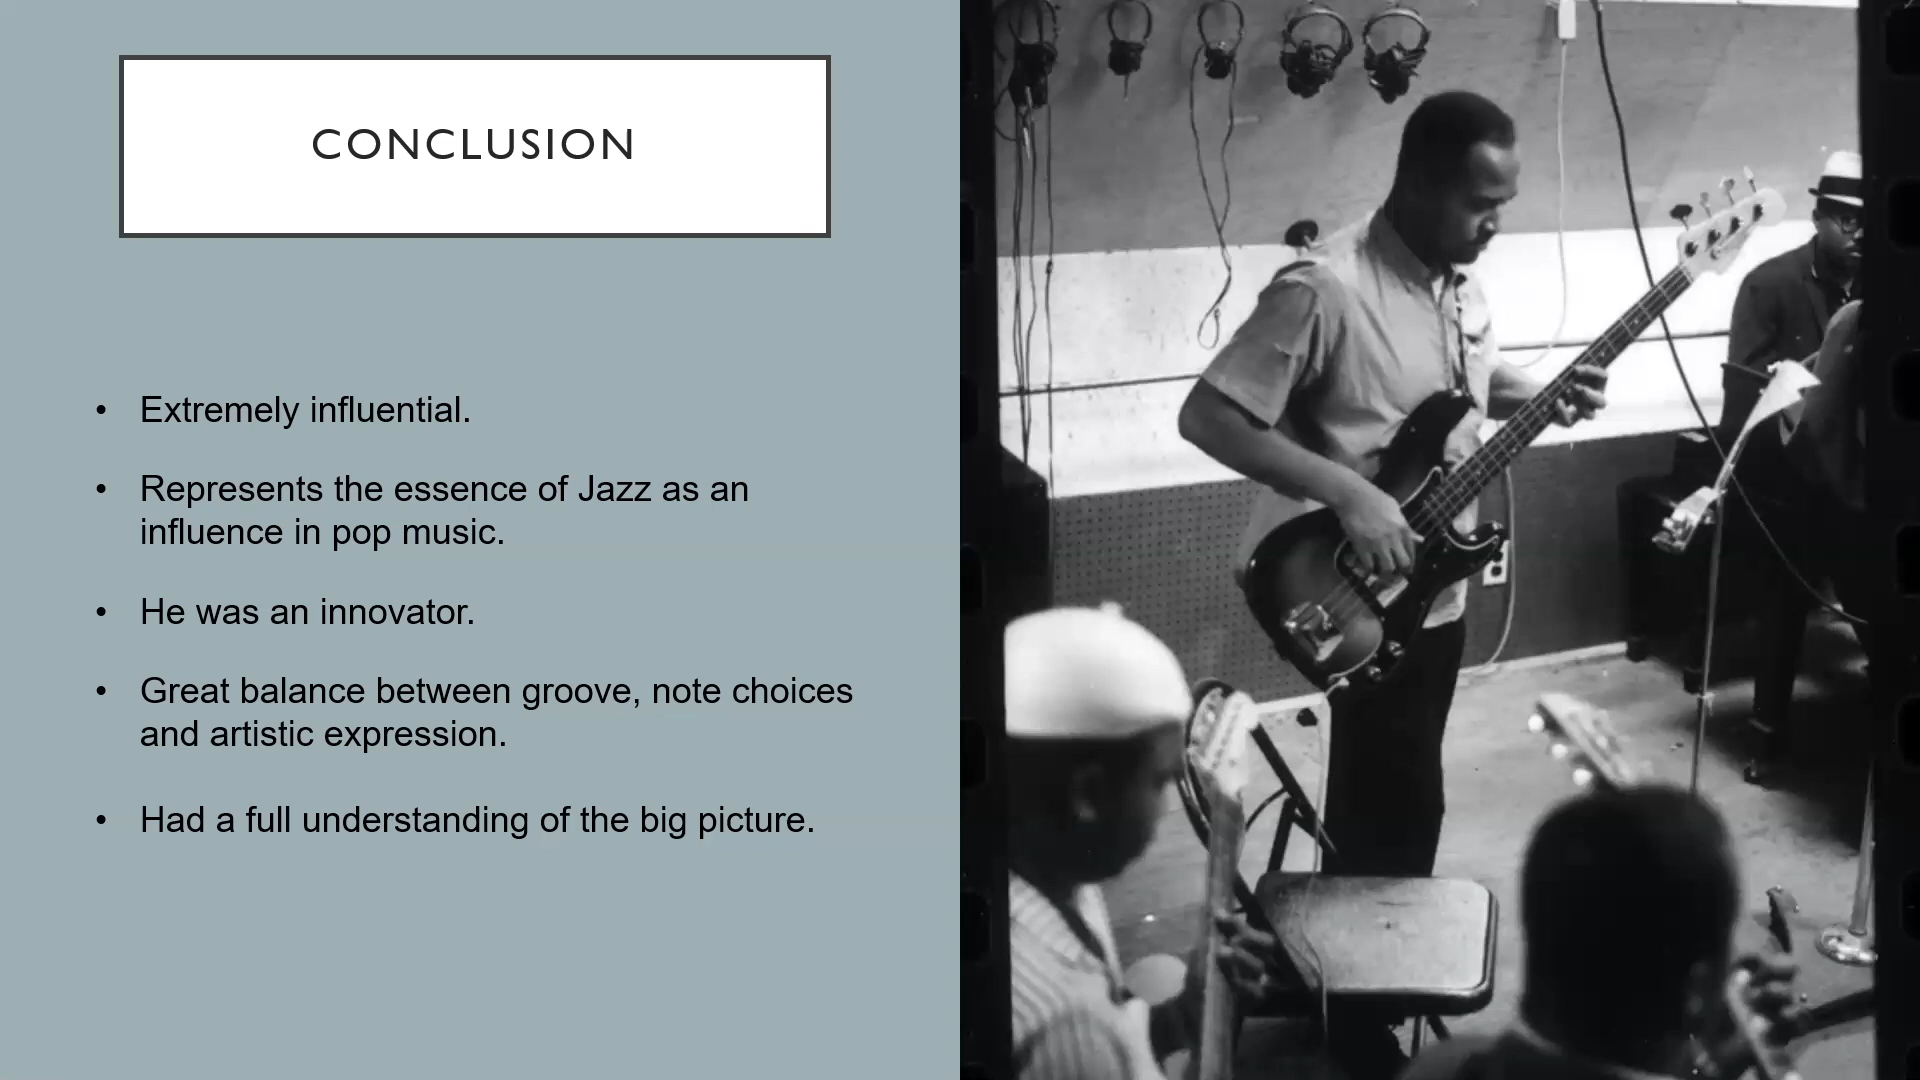 CONCLUSION
• Extremely influential.
• Represents the essence of Jazz as an
influence in pop music.
• He was an innovator.
• Great balance between groove, note choices
and artistic expression.
• Had a full understanding of the big picture.